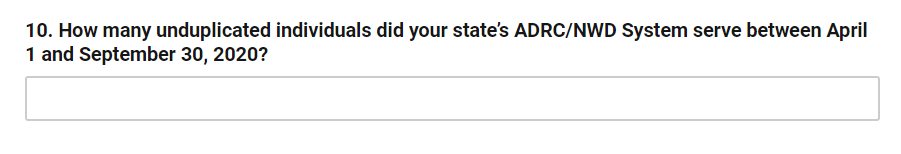 10. How many unduplicated individuals did your state’s ADRC/NWD System serve between April
1 and September 30, 2020?